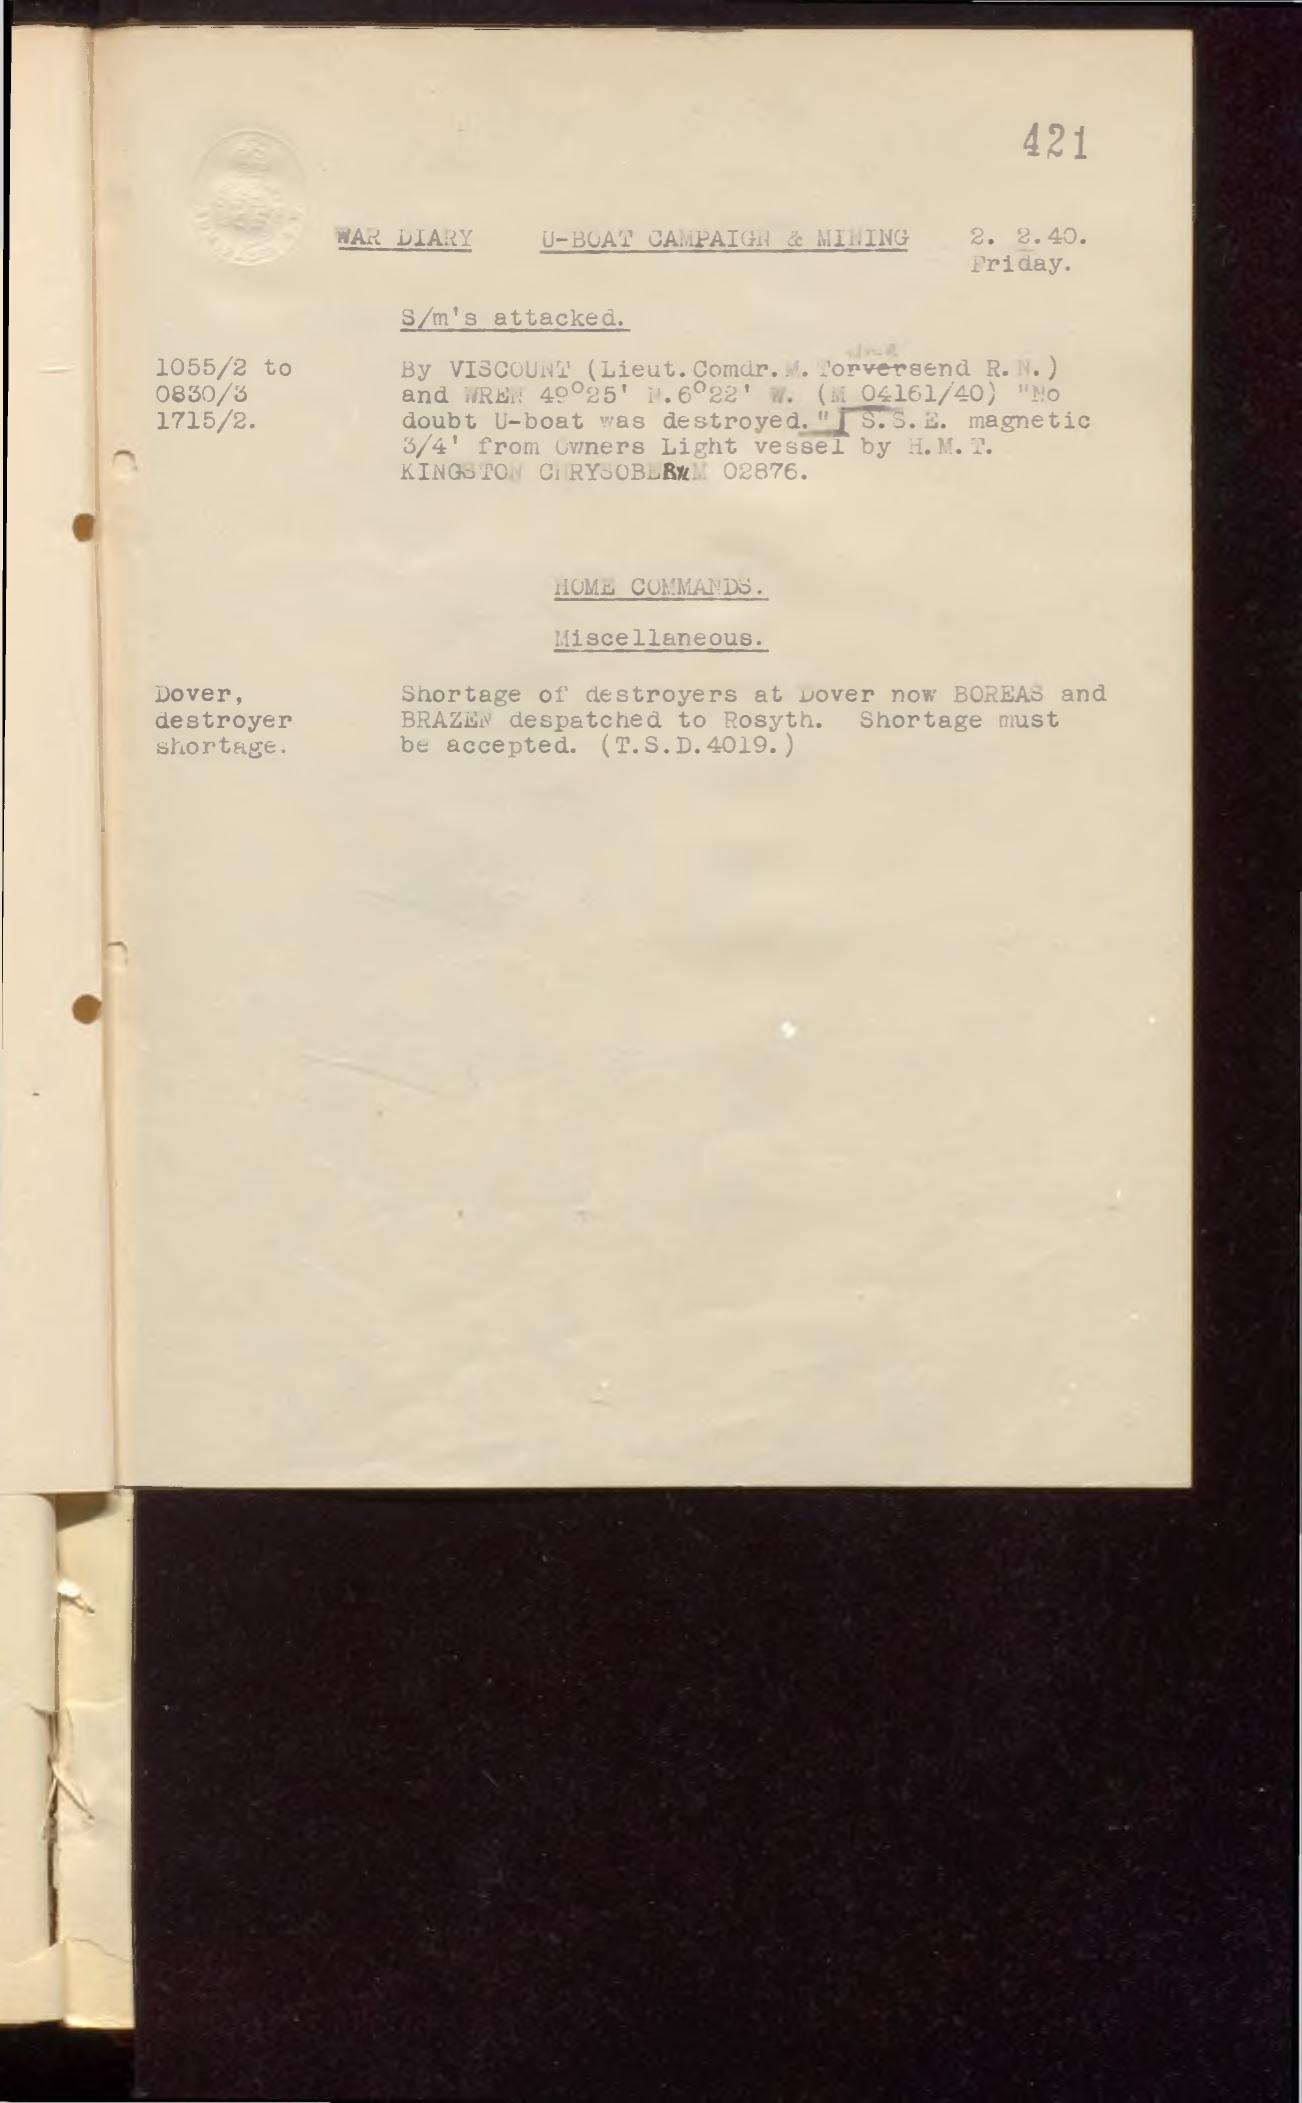 421
WAR DIARY U-BOAT CAMPAIGN & MINING 2. 2.40.
Friday.
S/m's attacked.
1055/2 to By VISCOUNT (Lieut.Comdr.M. Torversend R.N.)
0830/3 and WREN 49°25' N.6°22' W. (M 04161/40) "No
1715/2. doubt U-boat was destroyed." S.S.E. magnetic
3/4' from Owners Light vessel by H.M.T.
KINGSTON CHRYSOBERYL M 02876.
HOME COMMANDS.
Miscellaneous.
Dover, Shortage of destroyers at Dover now BOREAS and
destroyer BRAZEN despatched to Rosyth. Shortage must
shortage. be accepted. (T.S.D.4019.)